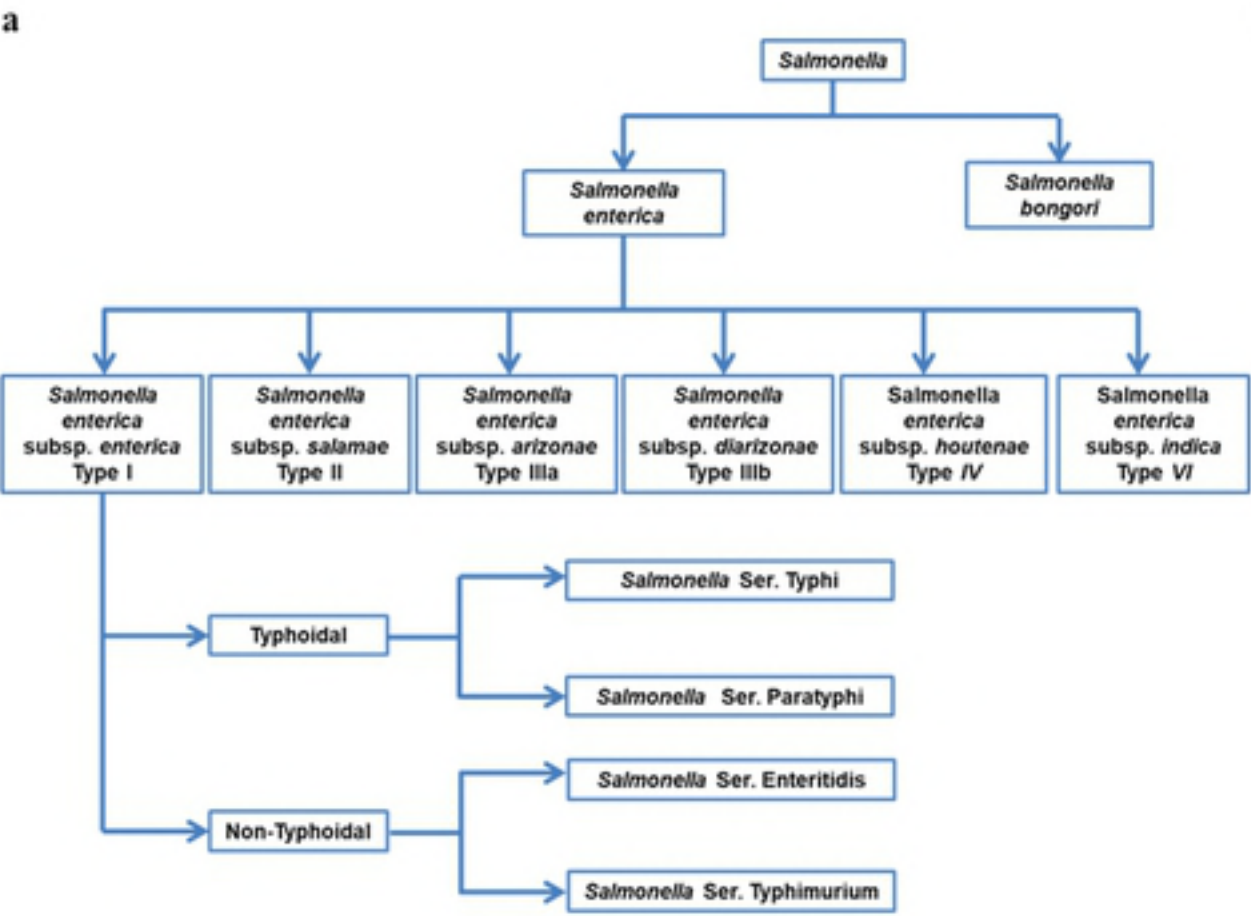 a
Salmonella
Salmonella
enterica
Salmonella
bongori
Salmonella
enterica
subsp. enterica
Type I
Salmonella
enterica
subsp. salamae
Type II
Salmonella
enterica
subsp. arizonae
Type IIIa
Salmonella
enterica
subsp. diarizonae
Type IIIb
Salmonella
enterica
subsp. houtenae
Type IV
Salmonella
enterica
subsp. indica
Type VI
Typhoidal
Salmonella Ser. Typhi
Salmonella Ser. Paratyphi
Non-Typhoidal
Salmonella Ser. Enteritidis
Salmonella Ser. Typhimurium